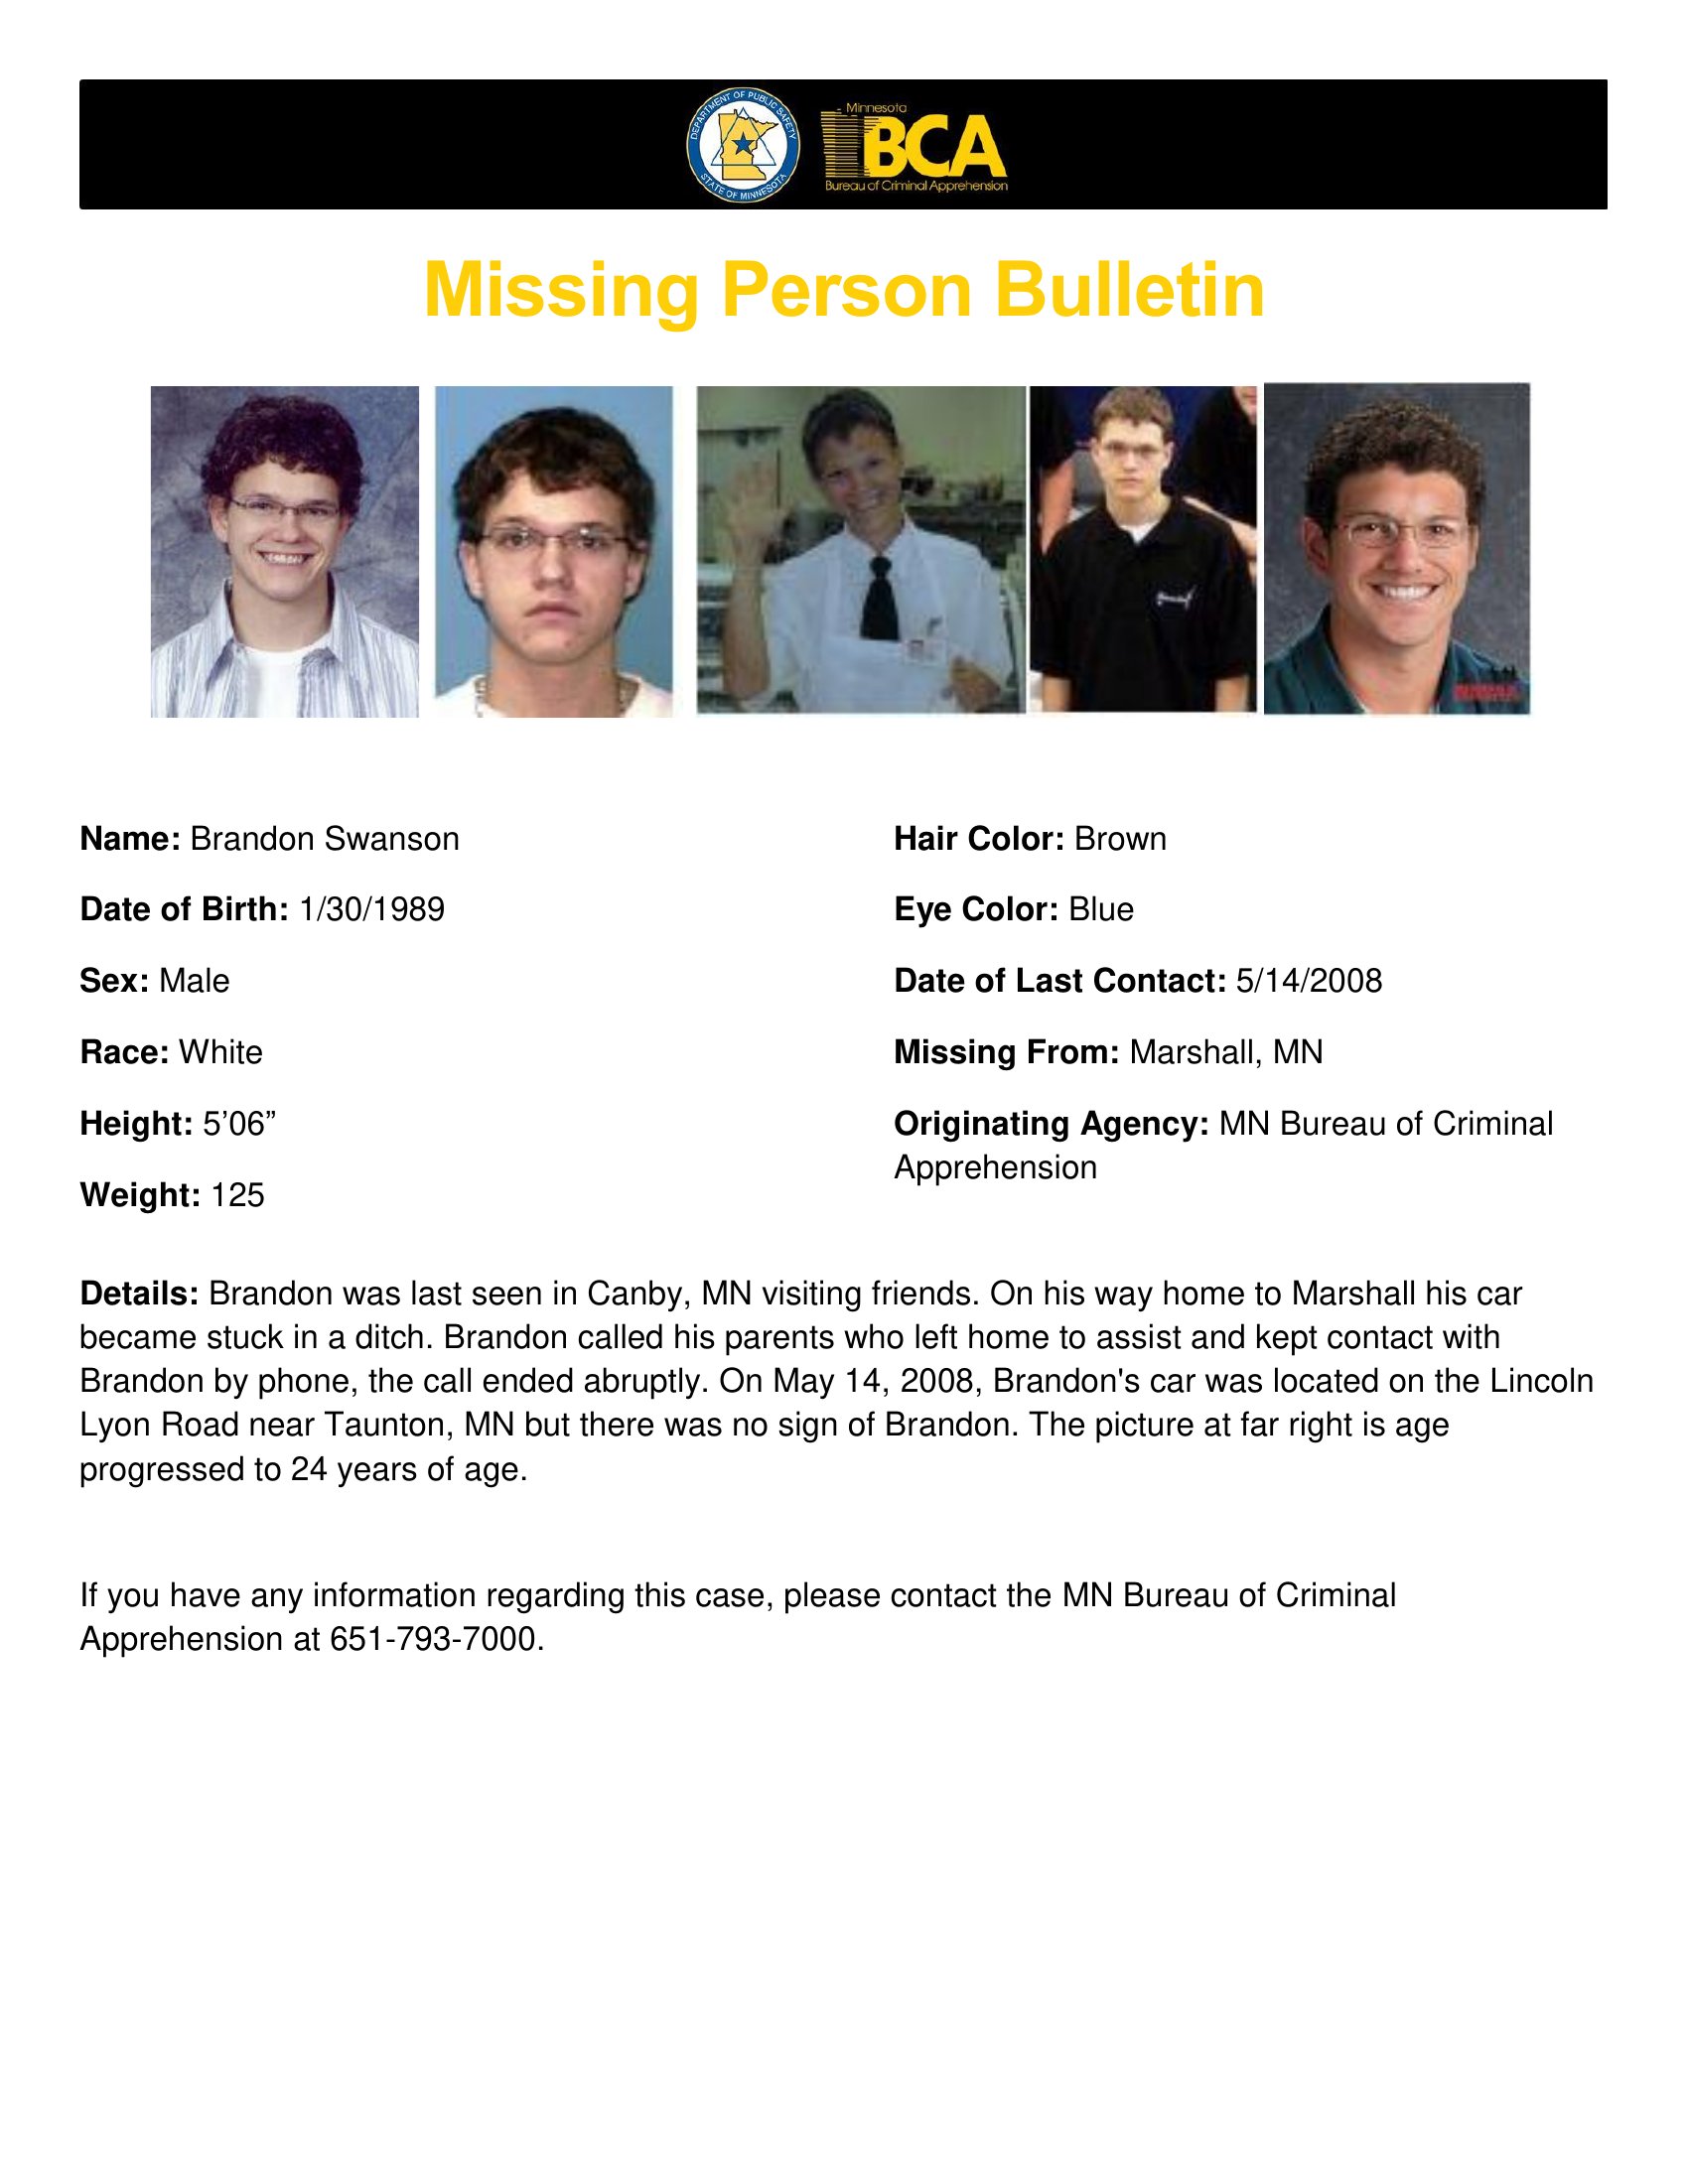 DEPARTMENT OF PUBLIC SAFETY
STATE OF MINNESOTA
Minnesota
BCA
Bureau of Criminal Apprehension
Missing Person Bulletin
Name: Brandon Swanson
Date of Birth: 1/30/1989
Sex: Male
Race: White
Height: 5’06”
Weight: 125
Hair Color: Brown
Eye Color: Blue
Date of Last Contact: 5/14/2008
Missing From: Marshall, MN
Originating Agency: MN Bureau of Criminal
Apprehension
Details: Brandon was last seen in Canby, MN visiting friends. On his way home to Marshall his car
became stuck in a ditch. Brandon called his parents who left home to assist and kept contact with
Brandon by phone, the call ended abruptly. On May 14, 2008, Brandon's car was located on the Lincoln
Lyon Road near Taunton, MN but there was no sign of Brandon. The picture at far right is age
progressed to 24 years of age.
If you have any information regarding this case, please contact the MN Bureau of Criminal
Apprehension at 651-793-7000.